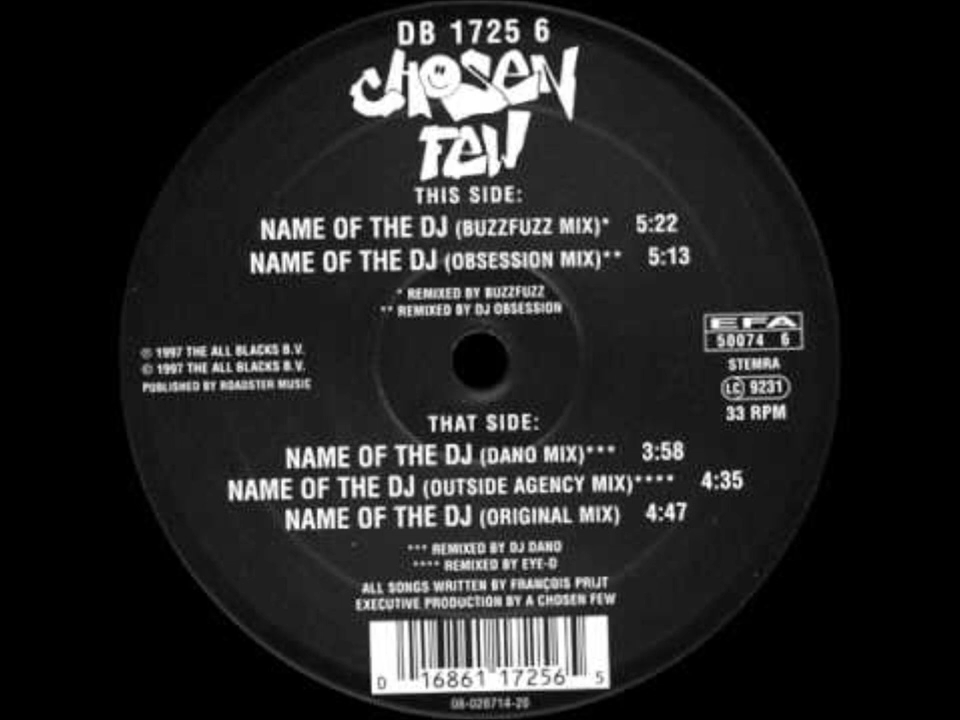 DB 1725 6
CHOSEN
FEW
THIS SIDE:
NAME OF THE DJ (BUZZFUZZ MIX)* 5:22
NAME OF THE DJ (OBSESSION MIX)** 5:13
* REMIXED BY BUZZFUZZ
** REMIXED BY DJ OBSESSION
℗ 1997 THE ALL BLACKS B.V.
© 1997 THE ALL BLACKS B.V.
PUBLISHED BY ROADSTER MUSIC
EFA
50074 6
STEMRA
LC 9231
33 RPM
THAT SIDE:
NAME OF THE DJ (DANO MIX)*** 3:58
NAME OF THE DJ (OUTSIDE AGENCY MIX)**** 4:35
NAME OF THE DJ (ORIGINAL MIX) 4:47
*** REMIXED BY DJ DANO
**** REMIXED BY EYE-D
ALL SONGS WRITTEN BY FRANÇOIS PRIJT
EXECUTIVE PRODUCTION BY A CHOSEN FEW
D 16861 17256 5
08-026714-20